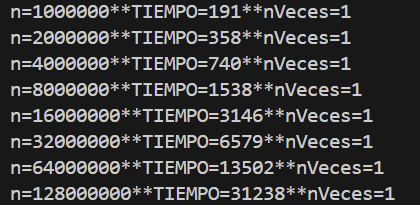 n=1000000**TIEMPO=191**nVeces=1
n=2000000**TIEMPO=358**nVeces=1
n=4000000**TIEMPO=740**nVeces=1
n=8000000**TIEMPO=1538**nVeces=1
n=16000000**TIEMPO=3146**nVeces=1
n=32000000**TIEMPO=6579**nVeces=1
n=64000000**TIEMPO=13502**nVeces=1
n=128000000**TIEMPO=31238**nVeces=1